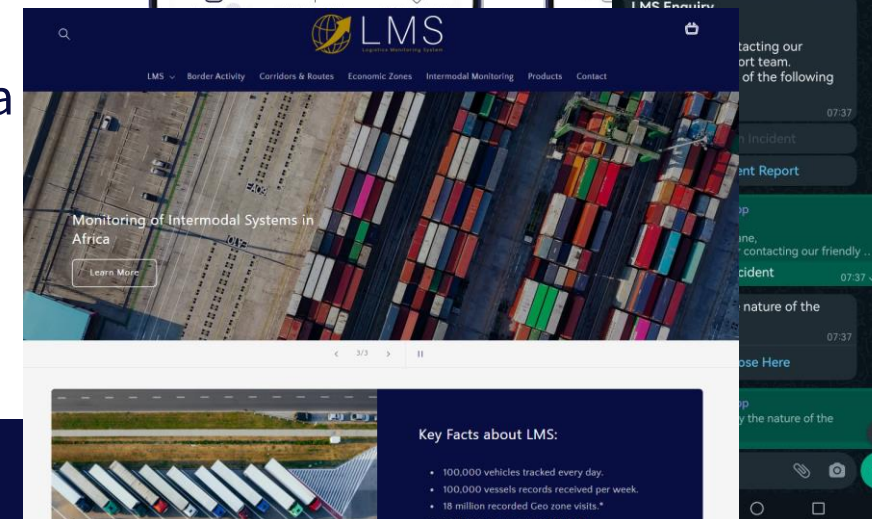 LMS
Logistics Monitoring System
LMS Border Activity Corridors & Routes Economic Zones Intermodal Monitoring Products Contact
Monitoring of Intermodal Systems in
Africa
Learn More
3/3
Key Facts about LMS:
• 100,000 vehicles tracked every day.
• 100,000 vessels records received per week.
• 18 million recorded Geo zone visits.*
a
LMS Enquiry
tacting our
ort team.
of the following
07:37
n Incident
ent Report
pp
ne,
contacting our friendly ...
cident 07:37
nature of the
07:37
ose Here
pp
y the nature of the